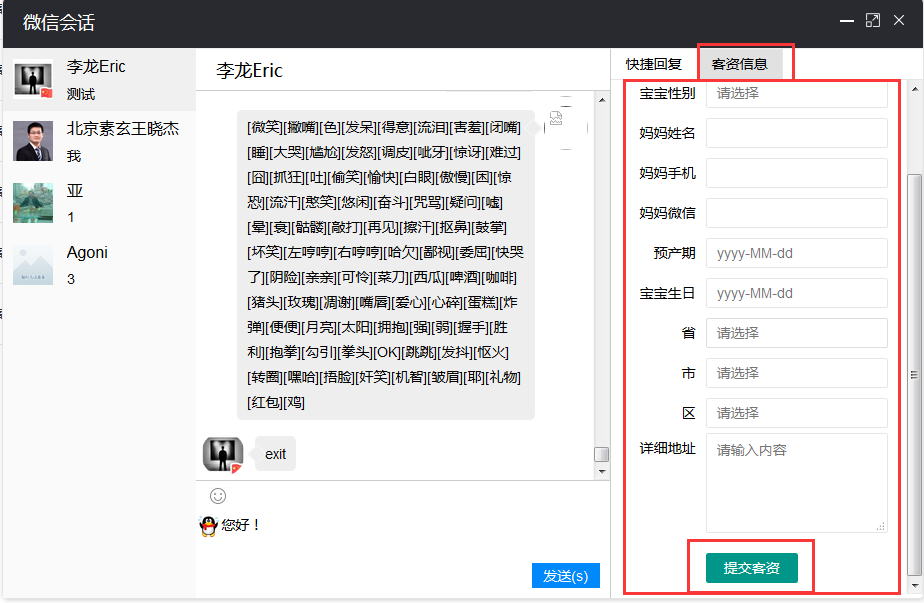 微信会话
李龙Eric
测试
北京素玄王晓杰
我
亚
1
Agoni
3
李龙Eric
[微笑][撇嘴][色][发呆][得意][流泪][害羞][闭嘴]
[睡][大哭][尴尬][发怒][调皮][呲牙][惊讶][难过]
[囧][抓狂][吐][偷笑][愉快][白眼][傲慢][困][惊
恐][流汗][憨笑][悠闲][奋斗][咒骂][疑问][嘘]
[晕][衰][骷髅][敲打][再见][擦汗][抠鼻][鼓掌]
[坏笑][左哼哼][右哼哼][哈欠][鄙视][委屈][快哭
了][阴险][亲亲][可怜][菜刀][西瓜][啤酒][咖啡]
[猪头][玫瑰][凋谢][嘴唇][爱心][心碎][蛋糕][炸
弹][便便][月亮][太阳][拥抱][强][弱][握手][胜
利][抱拳][勾引][拳头][OK][跳跳][发抖][怄火]
[转圈][嘿哈][捂脸][奸笑][机智][皱眉][耶][礼物]
[红包][鸡]
exit
您好！
发送(s)
快捷回复
客资信息
宝宝性别 请选择
妈妈姓名
妈妈手机
妈妈微信
预产期 yyyy-MM-dd
宝宝生日 yyyy-MM-dd
省 请选择
市 请选择
区 请选择
详细地址 请输入内容
提交客资